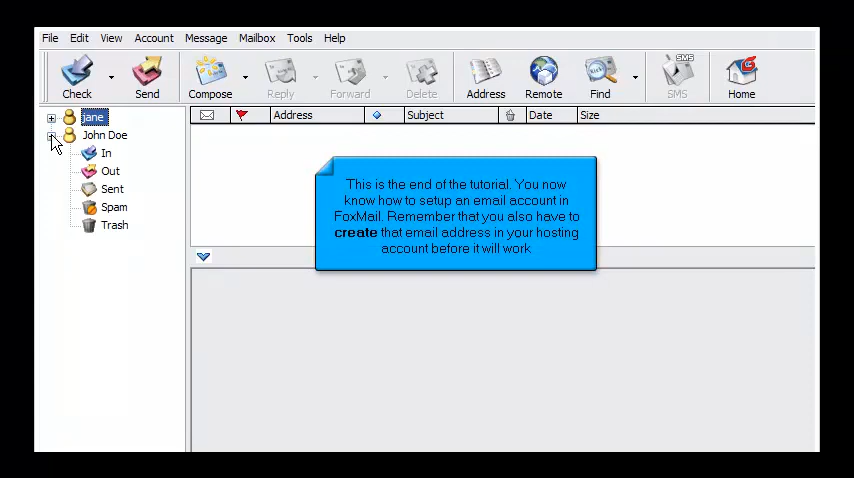 File Edit View Account Message Mailbox Tools Help
Check Send Compose Reply Forward Delete Address Remote Find SMS Home
SMS
jane
John Doe
In
Out
Sent
Spam
Trash
Address Subject Date Size
This is the end of the tutorial. You now
know how to setup an email account in
FoxMail. Remember that you also have to
create that email address in your hosting
account before it will work.